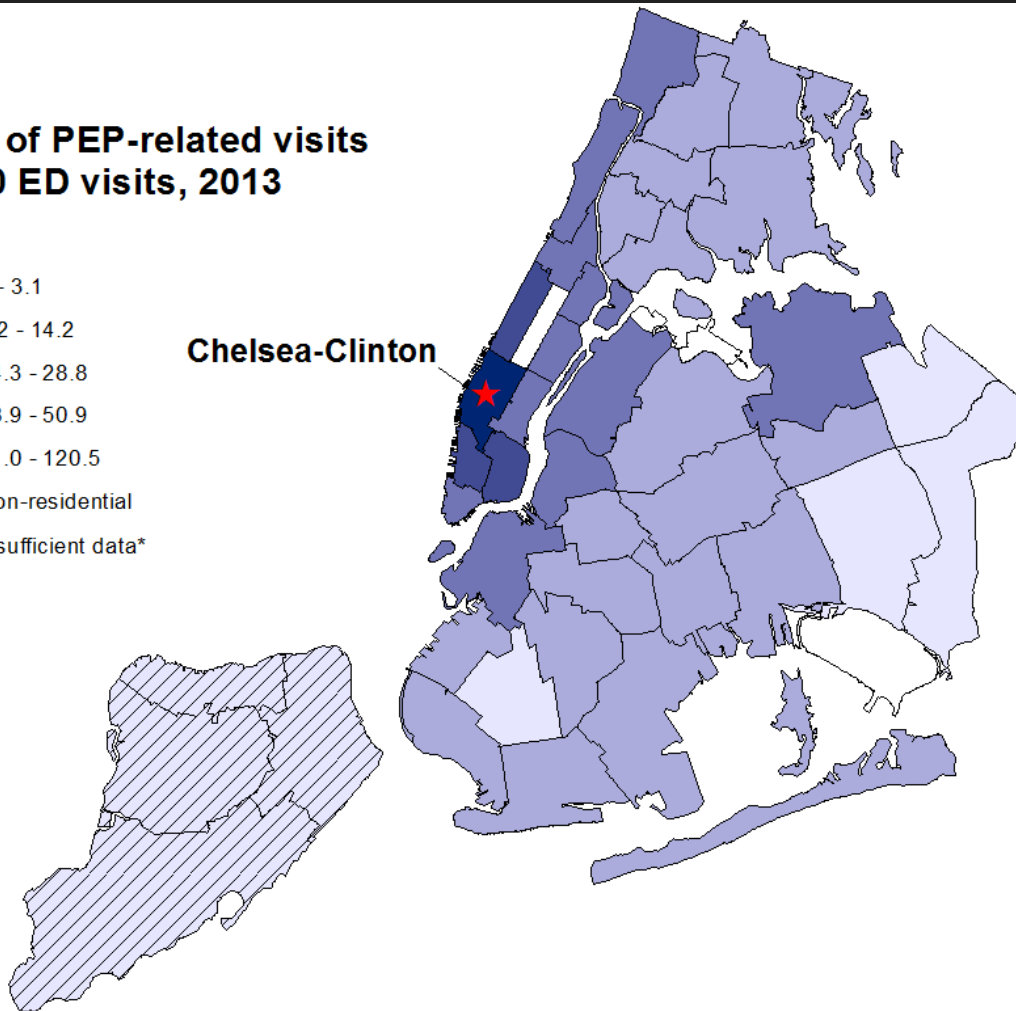 of PEP-related visits
0 ED visits, 2013
- 3.1
2 - 14.2
.3 - 28.8
3.9 - 50.9
1.0 - 120.5
on-residential
sufficient data*
Chelsea-Clinton